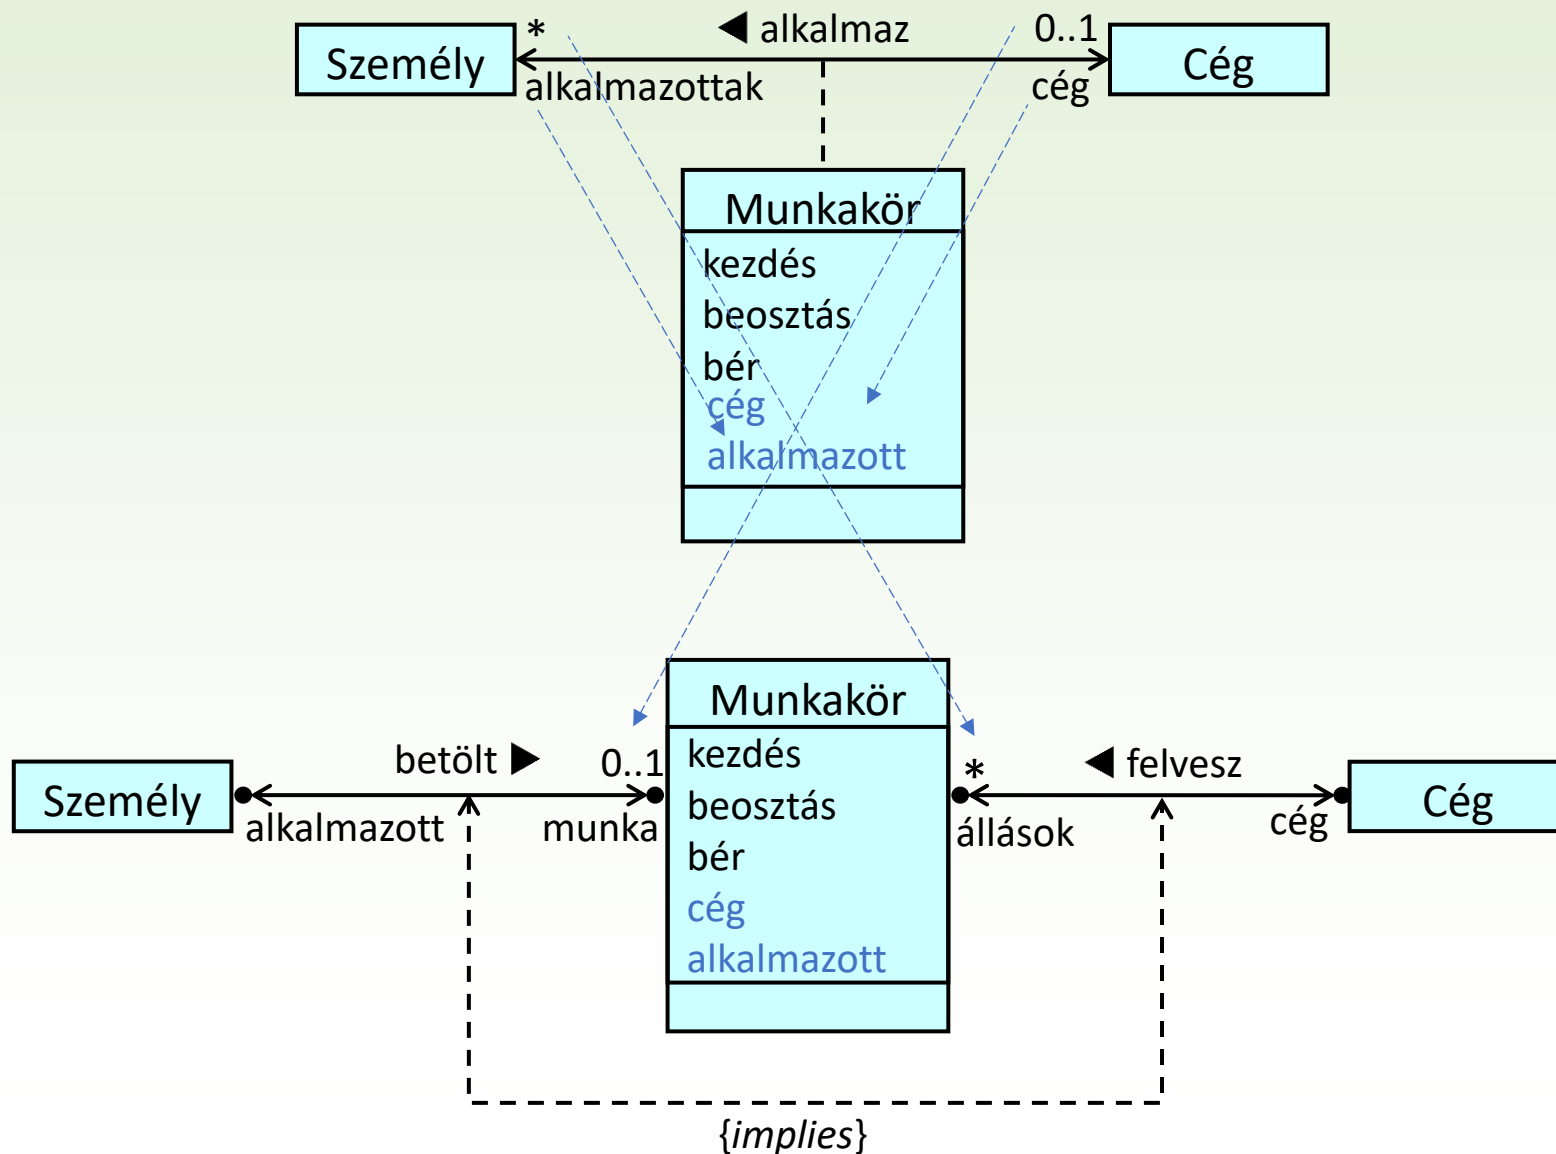 * ◀ alkalmaz 0..1
Személy Cég
alkalmazottak cég
Munkakör
kezdés
beosztás
bér
cég
alkalmazott
Munkakör
betölt ▶ 0..1 kezdés * ◀ felvesz
Személy beosztás Cég
alkalmazott munka állások cég
bér
cég
alkalmazott
{implies}